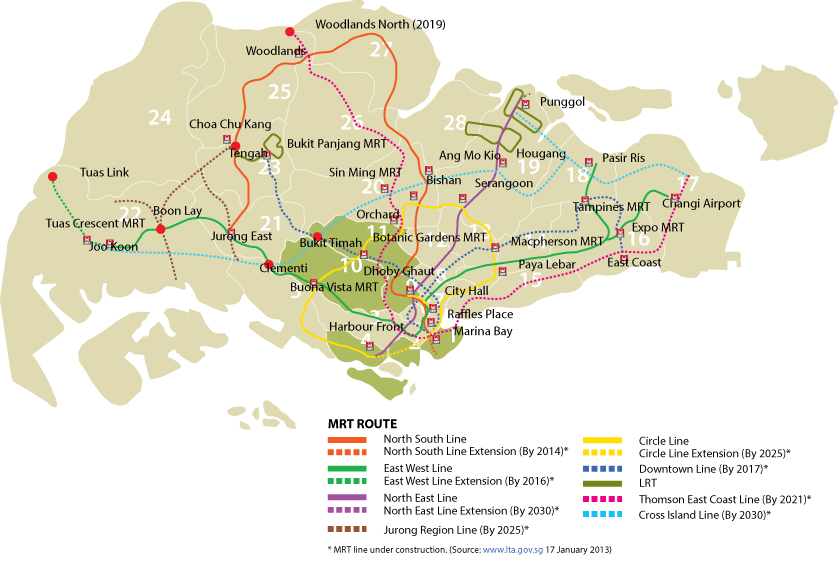 Woodlands North (2019)
Woodlands
27
25
24
26
28
Punggol
Choa Chu Kang
Tengah
Bukit Panjang MRT
23
Ang Mo Kio
Hougang
19
Pasir Ris
18
Tuas Link
Sin Ming MRT
20
Bishan
Serangoon
17
Changi Airport
22
Boon Lay
Tuas Crescent MRT
Joo Koon
21
Jurong East
Orchard
11
Tampines MRT
Expo MRT
16
Bukit Timah
Botanic Gardens MRT
12
13
Macpherson MRT
Clementi
10
Dhoby Ghaut
Paya Lebar
15
East Coast
5
Buona Vista MRT
City Hall
3
Raffles Place
Harbour Front
Marina Bay
1
2
4
MRT ROUTE
North South Line
North South Line Extension (By 2014)*
East West Line
East West Line Extension (By 2016)*
North East Line
North East Line Extension (By 2030)*
Jurong Region Line (By 2025)*
Circle Line
Circle Line Extension (By 2025)*
Downtown Line (By 2017)*
LRT
Thomson East Coast Line (By 2021)*
Cross Island Line (By 2030)*
* MRT line under construction. (Source: www.lta.gov.sg 17 January 2013)